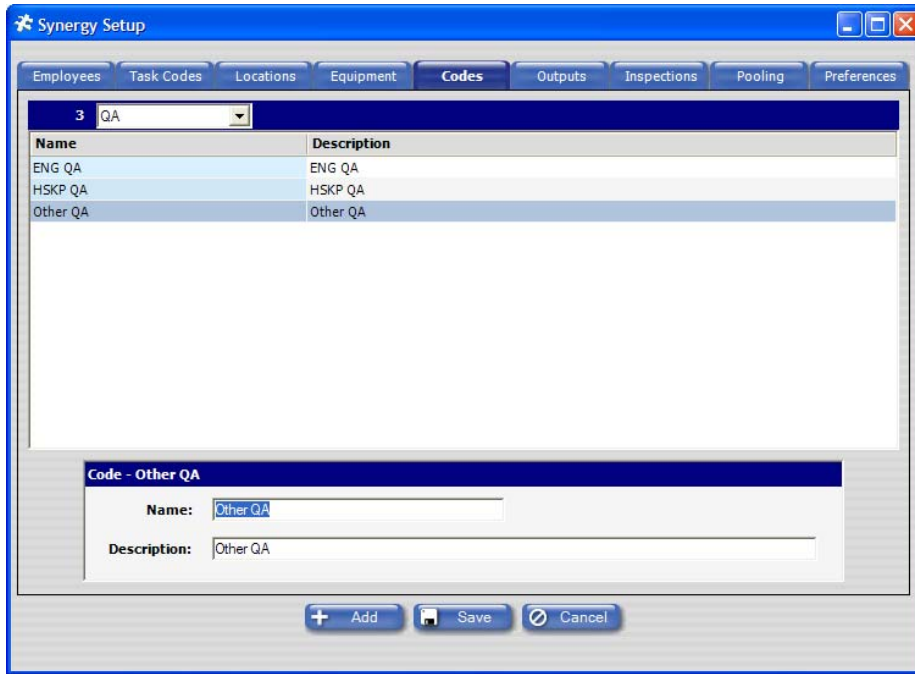 Synergy Setup
Employees Task Codes Locations Equipment Codes Outputs Inspections Pooling Preferences
3 QA
Name Description
ENG QA ENG QA
HSKP QA HSKP QA
Other QA Other QA
Code - Other QA
Name: Other QA
Description: Other QA
Add Save Cancel